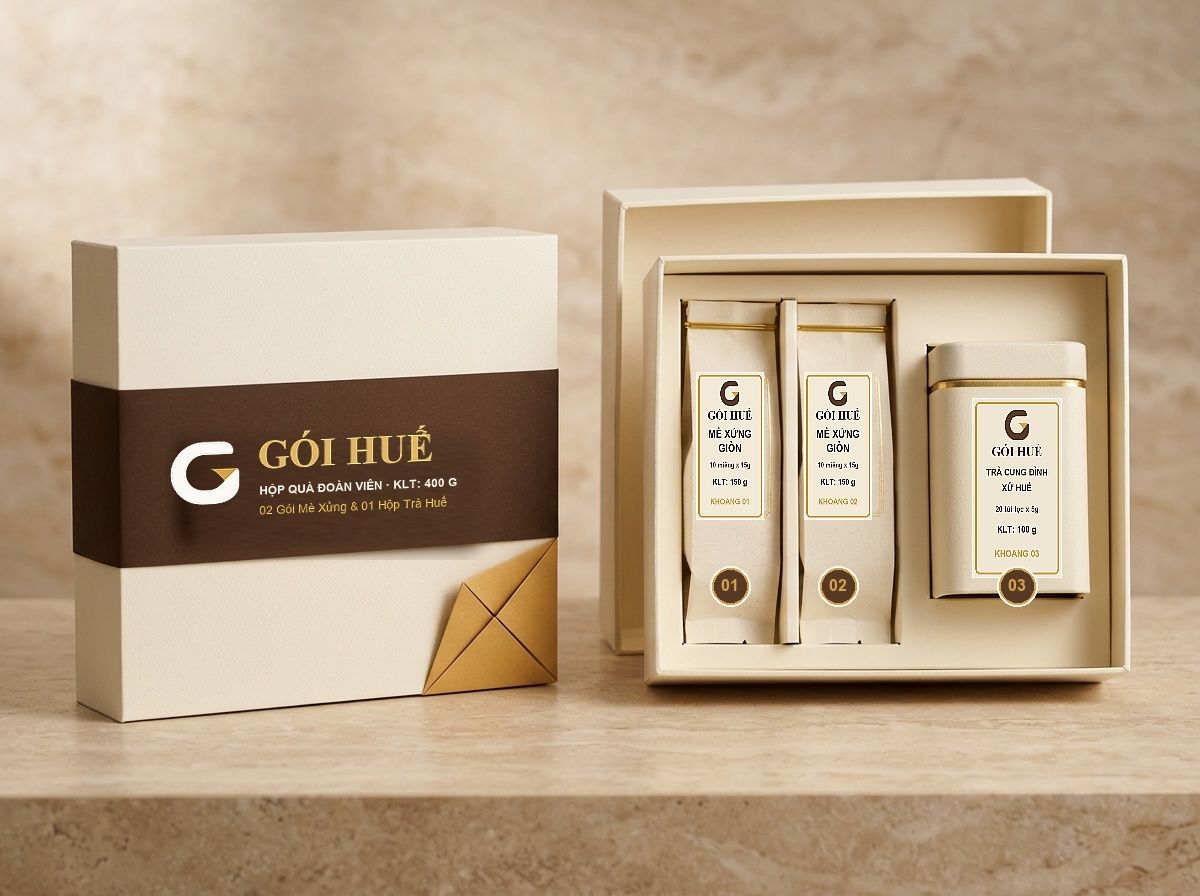 GÓI HUẾ
HỘP QUÀ ĐOÀN VIÊN · KLT: 400 G
02 Gói Mè Xửng & 01 Hộp Trà Huế
GÓI HUẾ
MÈ XỬNG
GIÒN
10 miếng x 15g
KLT: 150 g
KHOANG 01
01
GÓI HUẾ
MÈ XỬNG
GIÒN
10 miếng x 15g
KLT: 150 g
KHOANG 02
02
GÓI HUẾ
TRÀ CUNG ĐÌNH
XỨ HUẾ
20 túi lọc x 5g
KLT: 100 g
KHOANG 03
03